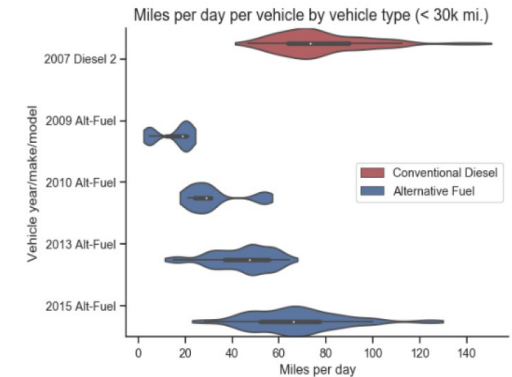 Miles per day per vehicle by vehicle type (< 30k mi.)
2007 Diesel 2
2009 Alt-Fuel
2010 Alt-Fuel
2013 Alt-Fuel
2015 Alt-Fuel
Vehicle year/make/model
Conventional Diesel
Alternative Fuel
0 20 40 60 80 100 120 140
Miles per day